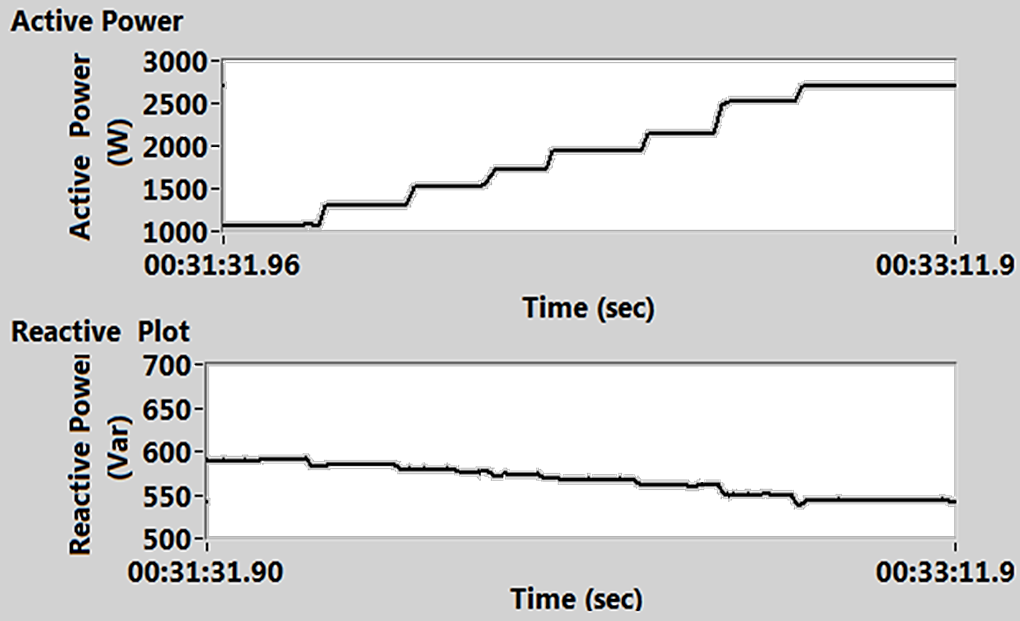 Active Power
Active Power
(W)
3000
2500
2000
1500
1000
00:31:31.96
00:33:11.9
Time (sec)
Reactive Plot
Reactive Power
(Var)
700
650
600
550
500
00:31:31.90
00:33:11.9
Time (sec)